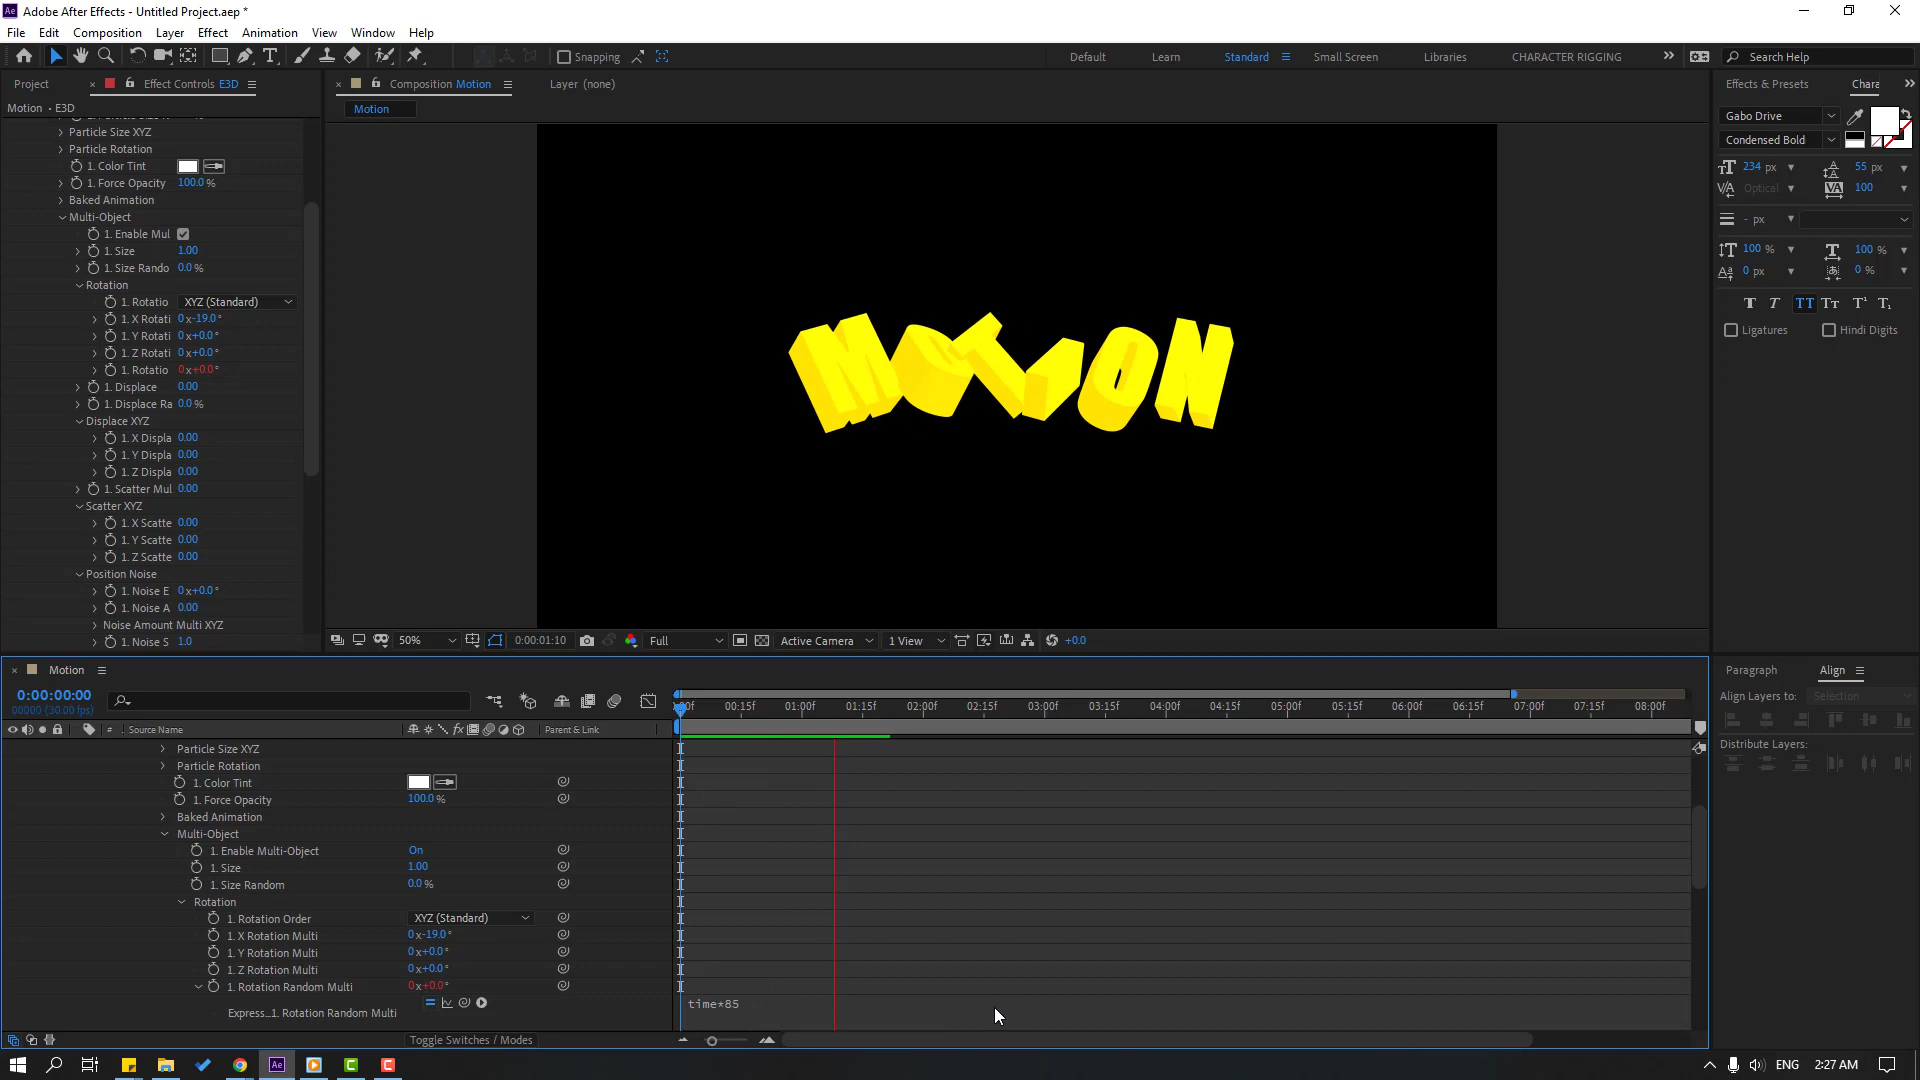 Adobe After Effects - Untitled Project.aep *
File Edit Composition Layer Effect Animation View Window Help
Snapping
Default Learn Standard Small Screen Libraries CHARACTER RIGGING Search Help
Project Effect Controls E3D
Motion • E3D
Particle Size XYZ
Particle Rotation
1. Color Tint
1. Force Opacity 100.0 %
Baked Animation
Multi-Object
1. Enable Mul
1. Size 1.00
1. Size Rando 0.0 %
Rotation
1. Rotatio XYZ (Standard)
1. X Rotati 0x-19.0°
1. Y Rotati 0x+0.0°
1. Z Rotati 0x+0.0°
1. Rotatio 0x+0.0°
1. Displace 0.00
1. Displace Ra 0.0 %
Displace XYZ
1. X Displa 0.00
1. Y Displa 0.00
1. Z Displa 0.00
1. Scatter Mul 0.00
Scatter XYZ
1. X Scatte 0.00
1. Y Scatte 0.00
1. Z Scatte 0.00
Position Noise
1. Noise E 0x+0.0°
1. Noise A 0.00
Noise Amount Multi XYZ
1. Noise S 1.0
Composition Motion Layer (none)
Motion
MOTION
50% 0:00:01:10 Full Active Camera 1 View +0.0
Effects & Presets Chara
Gabo Drive
Condensed Bold
234 px 55 px
Optical 100
- px
100 % 100 %
0 px 0 %
Ligatures Hindi Digits
Motion
0:00:00:00
00000 (30.00 fps)
:00f 00:15f 01:00f 01:15f 02:00f 02:15f 03:00f 03:15f 04:00f 04:15f 05:00f 05:15f 06:00f 06:15f 07:00f 07:15f 08:00f
# Source Name Parent & Link
Particle Size XYZ
Particle Rotation
1. Color Tint
1. Force Opacity 100.0 %
Baked Animation
Multi-Object
1. Enable Multi-Object On
1. Size 1.00
1. Size Random 0.0 %
Rotation
1. Rotation Order XYZ (Standard)
1. X Rotation Multi 0x-19.0°
1. Y Rotation Multi 0x+0.0°
1. Z Rotation Multi 0x+0.0°
1. Rotation Random Multi 0x+0.0°
Express...1. Rotation Random Multi time*85
Toggle Switches / Modes
Paragraph Align
Align Layers to: Selection
Distribute Layers:
ENG 2:27 AM